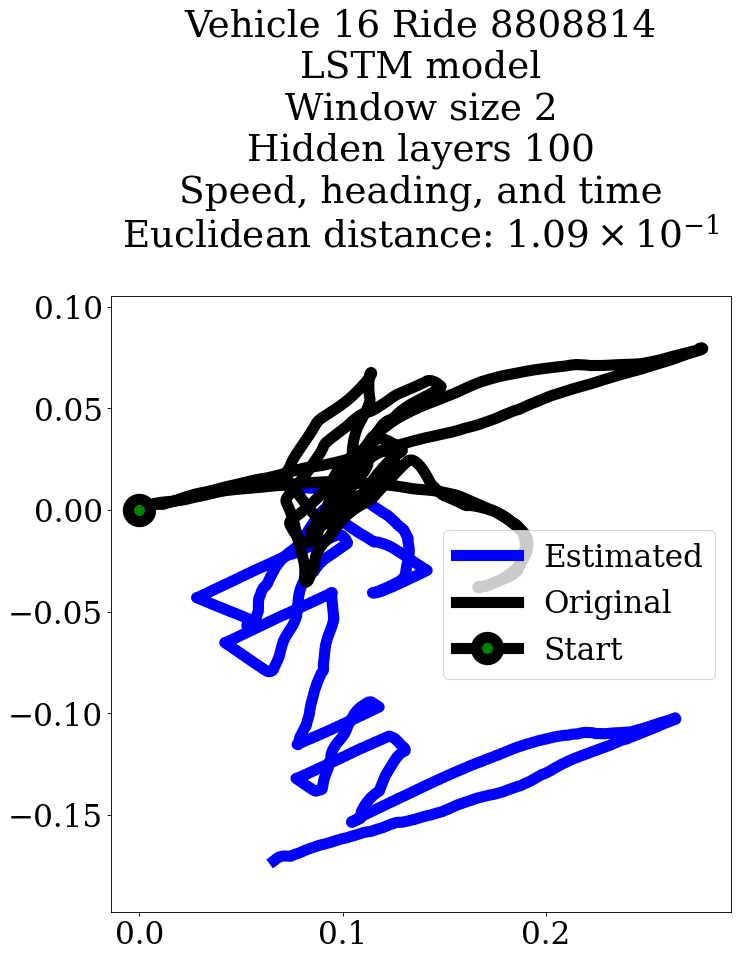 Vehicle 16 Ride 8808814
LSTM model
Window size 2
Hidden layers 100
Speed, heading, and time
Euclidean distance: 1.09 × 10⁻¹
0.10
0.05
0.00
−0.05
−0.10
−0.15
Estimated
Original
Start
0.0
0.1
0.2